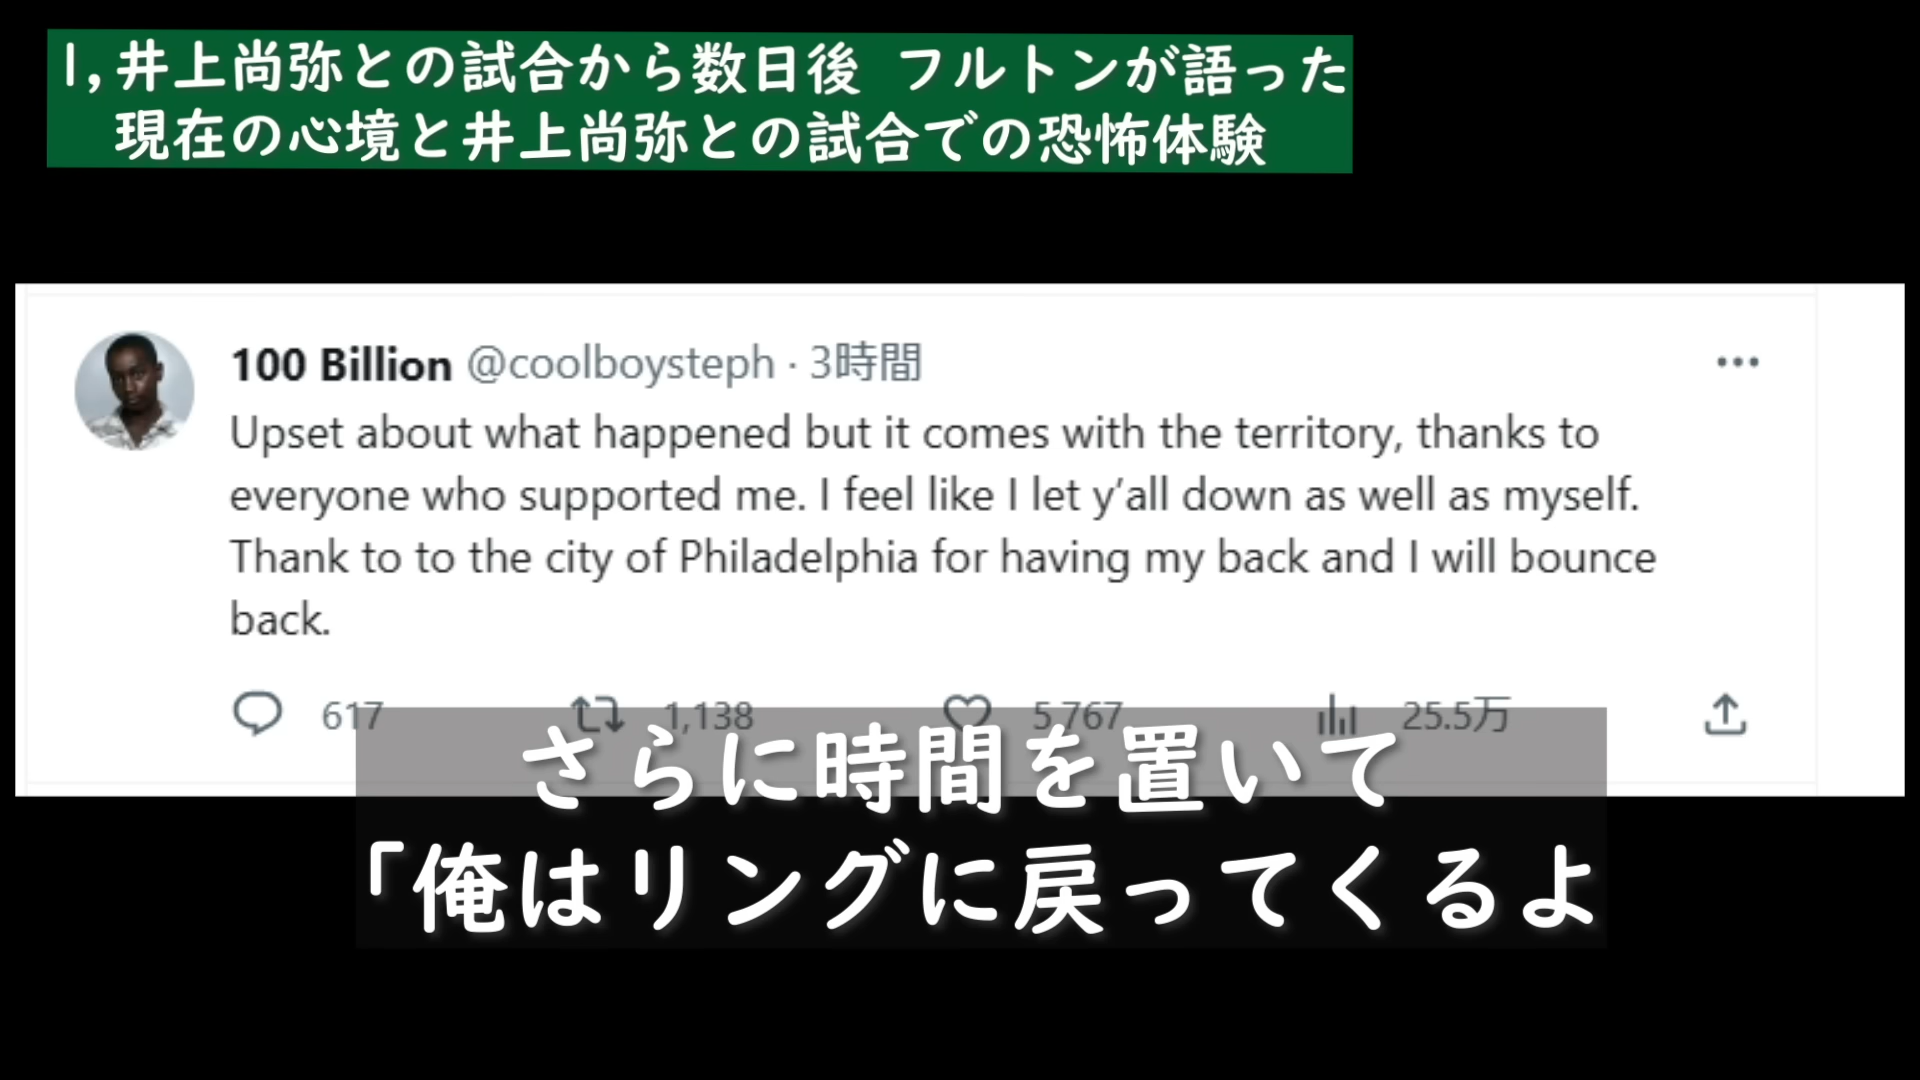 1,井上尚弥との試合から数日後 フルトンが語った
現在の心境と井上尚弥との試合での恐怖体験
100 Billion @coolboysteph · 3時間
Upset about what happened but it comes with the territory, thanks to
everyone who supported me. I feel like I let y'all down as well as myself.
Thank to to the city of Philadelphia for having my back and I will bounce
back.
617 1,138 5,767 25.5万
さらに時間を置いて
「俺はリングに戻ってくるよ